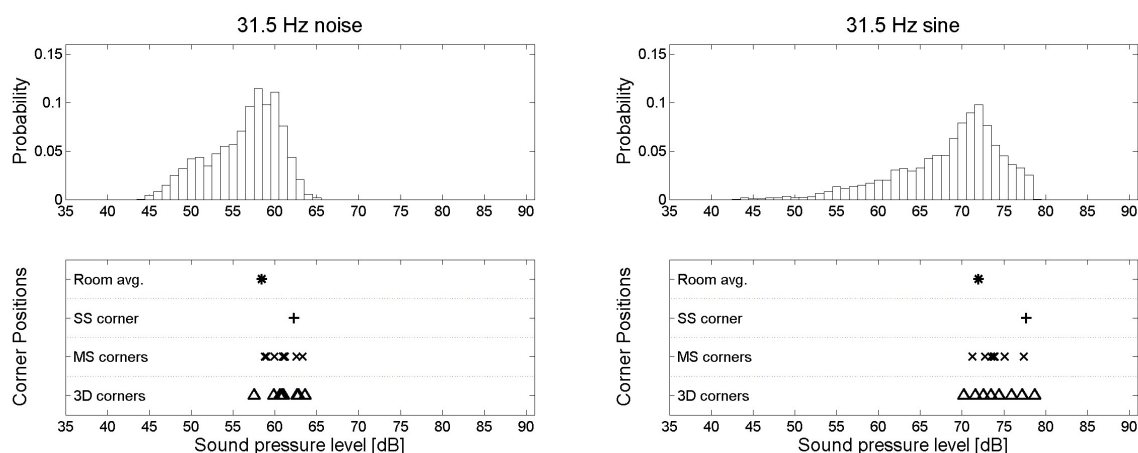 31.5 Hz noise
0.15
0.1
0.05
0
Probability
35 40 45 50 55 60 65 70 75 80 85 90
Room avg.
SS corner
MS corners
3D corners
Corner Positions
35 40 45 50 55 60 65 70 75 80 85 90
Sound pressure level [dB]
31.5 Hz sine
0.15
0.1
0.05
0
Probability
35 40 45 50 55 60 65 70 75 80 85 90
Room avg.
SS corner
MS corners
3D corners
Corner Positions
35 40 45 50 55 60 65 70 75 80 85 90
Sound pressure level [dB]